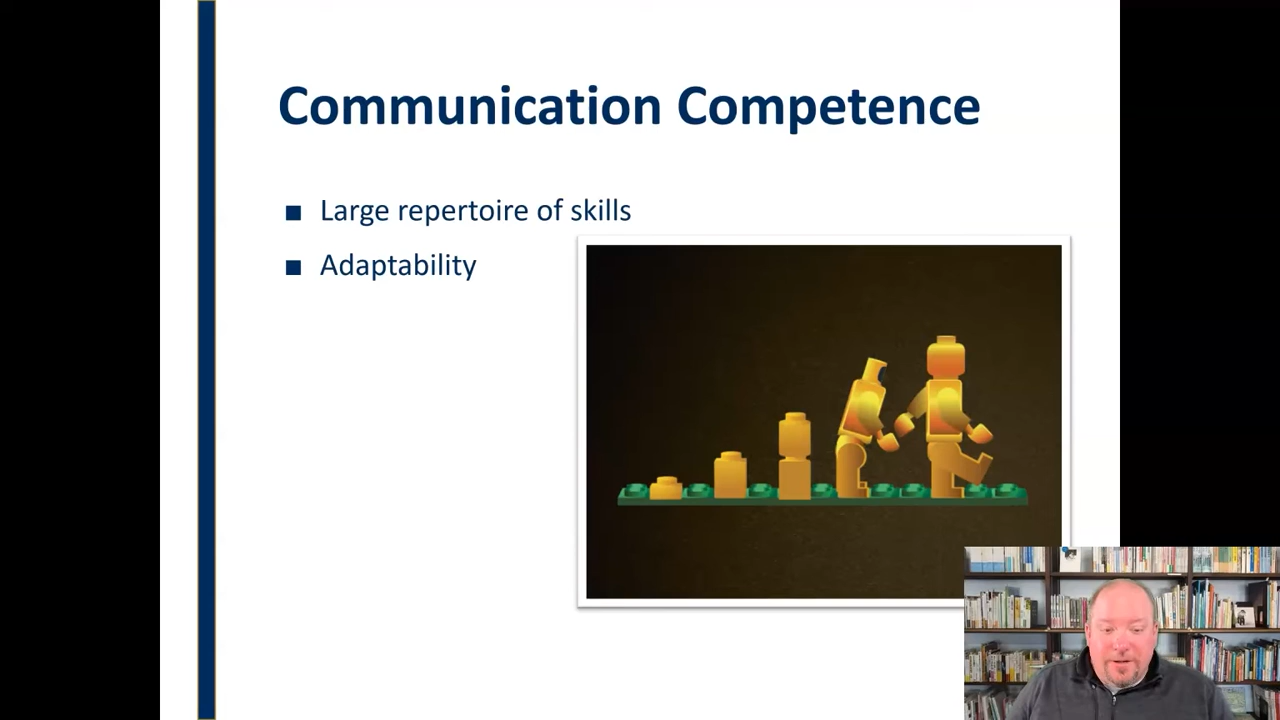 Communication Competence
Large repertoire of skills
Adaptability